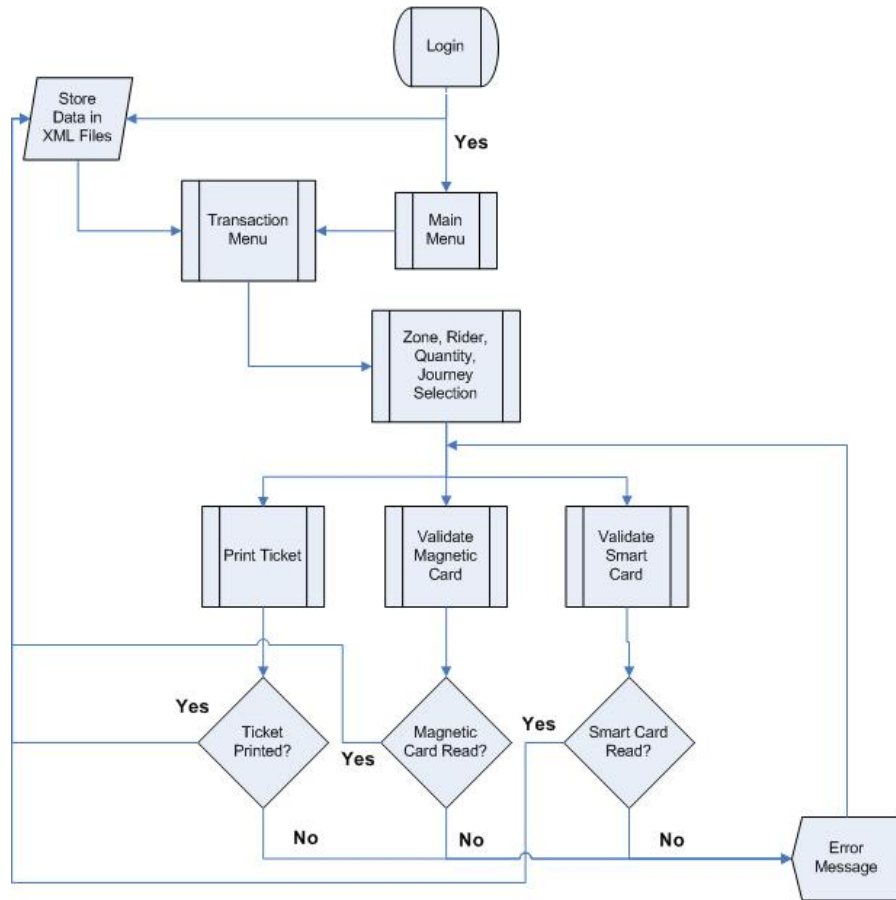 Login
Store
Data in
XML Files
Yes
Transaction
Menu
Main
Menu
Zone, Rider,
Quantity,
Journey
Selection
Print Ticket
Validate
Magnetic
Card
Validate
Smart
Card
Yes
Ticket
Printed?
Yes
Magnetic
Card Read?
Yes
Smart Card
Read?
No
No
No
Error
Message